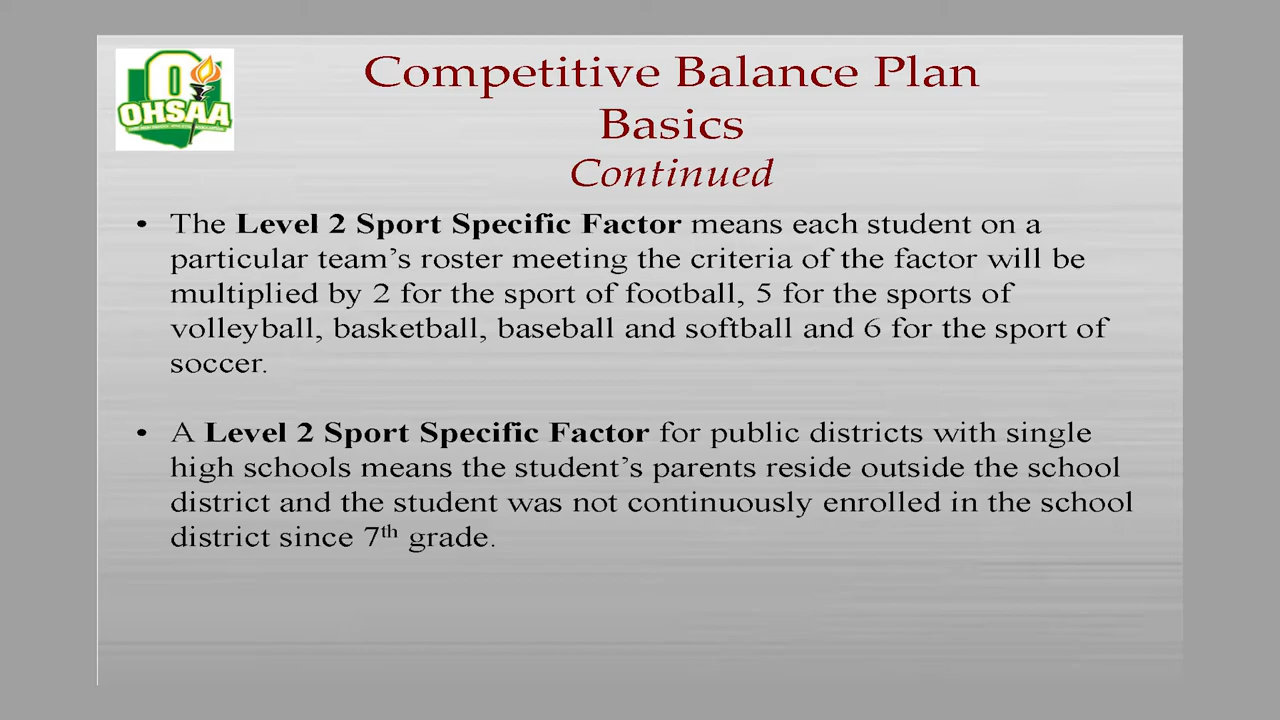 OHSAA
Competitive Balance Plan
Basics
Continued
• The Level 2 Sport Specific Factor means each student on a
particular team’s roster meeting the criteria of the factor will be
multiplied by 2 for the sport of football, 5 for the sports of
volleyball, basketball, baseball and softball and 6 for the sport of
soccer.
• A Level 2 Sport Specific Factor for public districts with single
high schools means the student’s parents reside outside the school
district and the student was not continuously enrolled in the school
district since 7th grade.